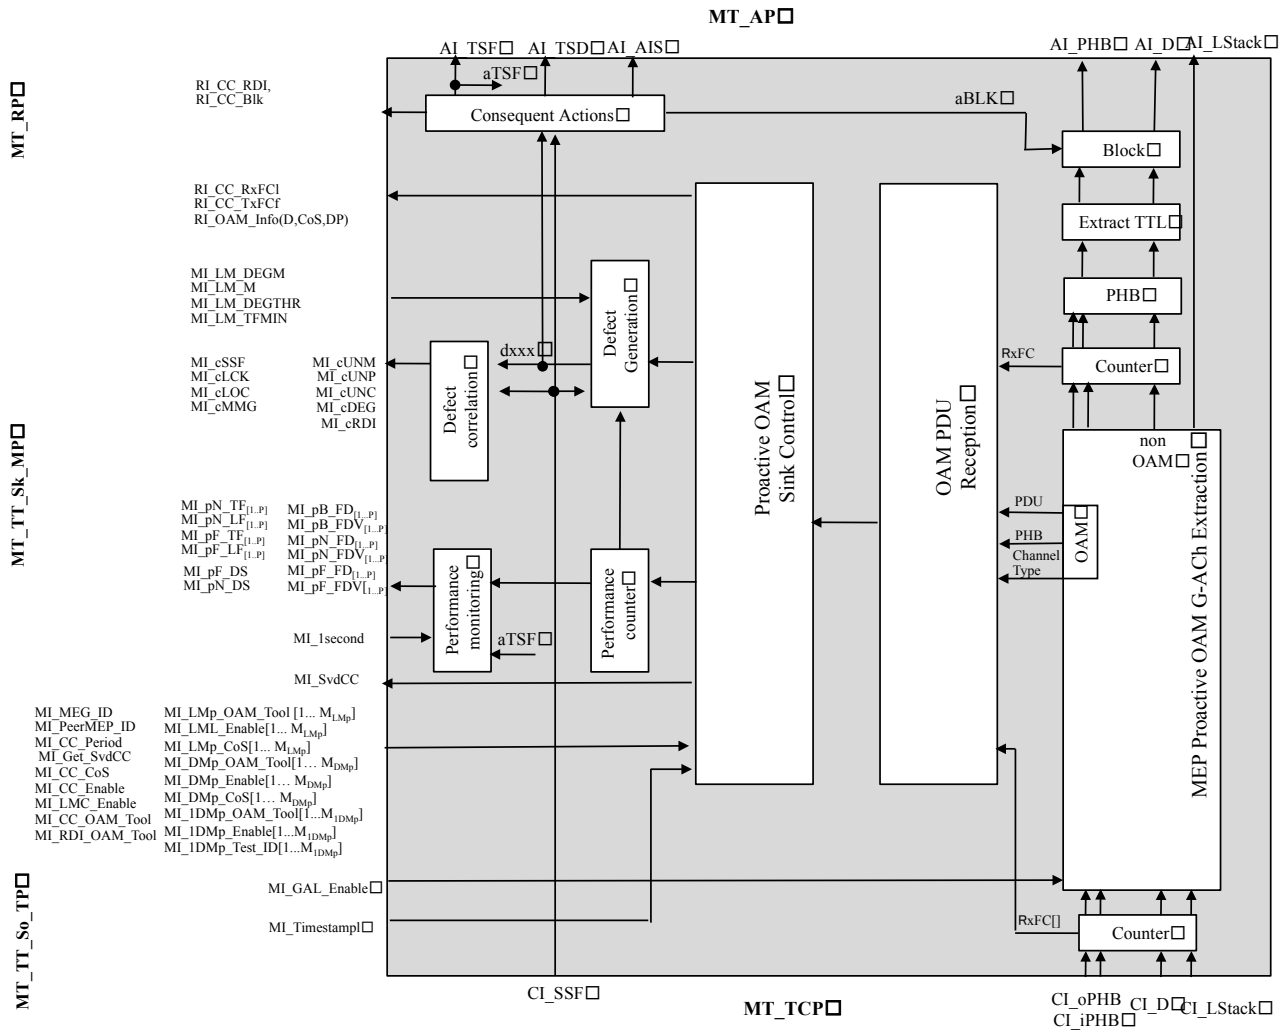 MT_AP□
AI_TSF□
AI_TSD□
AI_AIS□
AI_PHB□
AI_D□
AI_LStack□
MT_RP□
RI_CC_RDI,
RI_CC_Blk
aTSF□
Consequent Actions□
aBLK□
Block□
RI_CC_RxFCl
RI_CC_TxFCf
RI_OAM_Info(D,CoS,DP)
Extract TTL□
MI_LM_DEGM
MI_LM_M
MI_LM_DEGTHR
MI_LM_TFMIN
Defect
Generation□
PHB□
dxxx□
RxFC
Counter□
MT_TT_Sk_MP□
MI_cSSF
MI_cLCK
MI_cLOC
MI_cMMG
MI_cUNM
MI_cUNP
MI_cUNC
MI_cDEG
MI_cRDI
Defect
correlation□
Proactive OAM
Sink Control□
OAM PDU
Reception□
non
OAM□
MEP Proactive OAM G-ACh Extraction□
PDU
PHB
Channel
Type
OAM□
MI_pN_TF[1..P]
MI_pN_LF[1..P]
MI_pF_TF[1..P]
MI_pF_LF[1..P]
MI_pF_DS
MI_pN_DS
MI_pB_FD[1...P]
MI_pB_FDV[1...P]
MI_pN_FD[1...P]
MI_pN_FDV[1...P]
MI_pF_FD[1...P]
MI_pF_FDV[1...P]
Performance
monitoring□
Performance
counter□
MI_1second
aTSF□
MI_SvdCC
MI_MEG_ID
MI_PeerMEP_ID
MI_CC_Period
MI_Get_SvdCC
MI_CC_CoS
MI_CC_Enable
MI_LMC_Enable
MI_CC_OAM_Tool
MI_RDI_OAM_Tool
MI_LMp_OAM_Tool [1... MLMp]
MI_LML_Enable[1... MLMp]
MI_LMp_CoS[1... MLMp]
MI_DMp_OAM_Tool[1... MDMp]
MI_DMp_Enable[1... MDMp]
MI_DMp_CoS[1... MDMp]
MI_1DMp_OAM_Tool[1...M1DMp]
MI_1DMp_Enable[1...M1DMp]
MI_1DMp_Test_ID[1...M1DMp]
MT_TT_So_TP□
MI_GAL_Enable□
MI_Timestampl□
RxFC[]
Counter□
CI_SSF□
MT_TCP□
CI_oPHB
CI_iPHB□
CI_D□
CI_LStack□